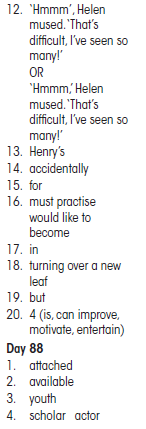 12. 'Hmmm', Helen
mused.'That's
difficult, I've seen so
many!'
OR
'Hmmm,' Helen
mused.'That's
difficult, I've seen so
many!'
13. Henry's
14. accidentally
15. for
16. must practise
would like to
become
17. in
18. turning over a new
leaf
19. but
20. 4 (is, can improve,
motivate, entertain)
Day 88
1. attached
2. available
3. youth
4. scholar actor